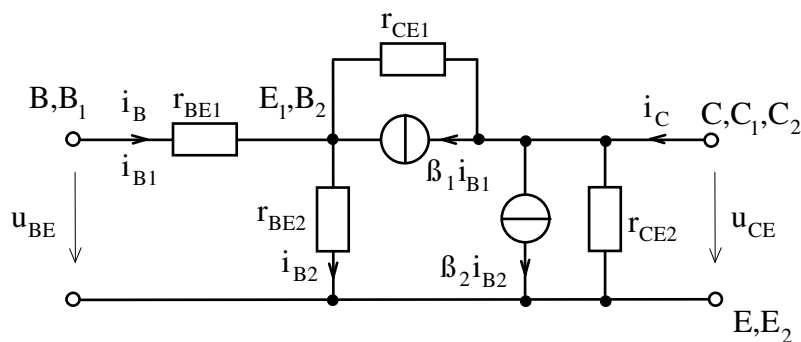 r_CE1
B,B_1
i_B
r_BE1
E_1,B_2
i_C
C,C_1,C_2
i_B1
ß_1i_B1
u_BE
r_BE2
r_CE2
u_CE
i_B2
ß_2i_B2
E,E_2